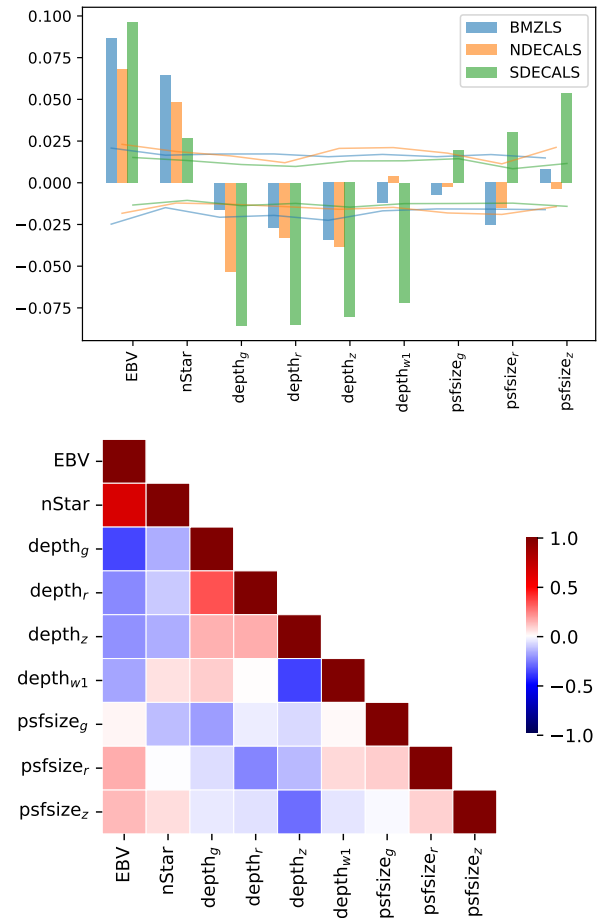 0.100
0.075
0.050
0.025
0.000
−0.025
−0.050
−0.075
BMZLS
NDECALS
SDECALS
EBV
nStar
depth_g
depth_r
depth_z
depth_w1
psfsize_g
psfsize_r
psfsize_z
EBV
nStar
depth_g
depth_r
depth_z
depth_w1
psfsize_g
psfsize_r
psfsize_z
1.0
0.5
0.0
−0.5
−1.0
EBV
nStar
depth_g
depth_r
depth_z
depth_w1
psfsize_g
psfsize_r
psfsize_z